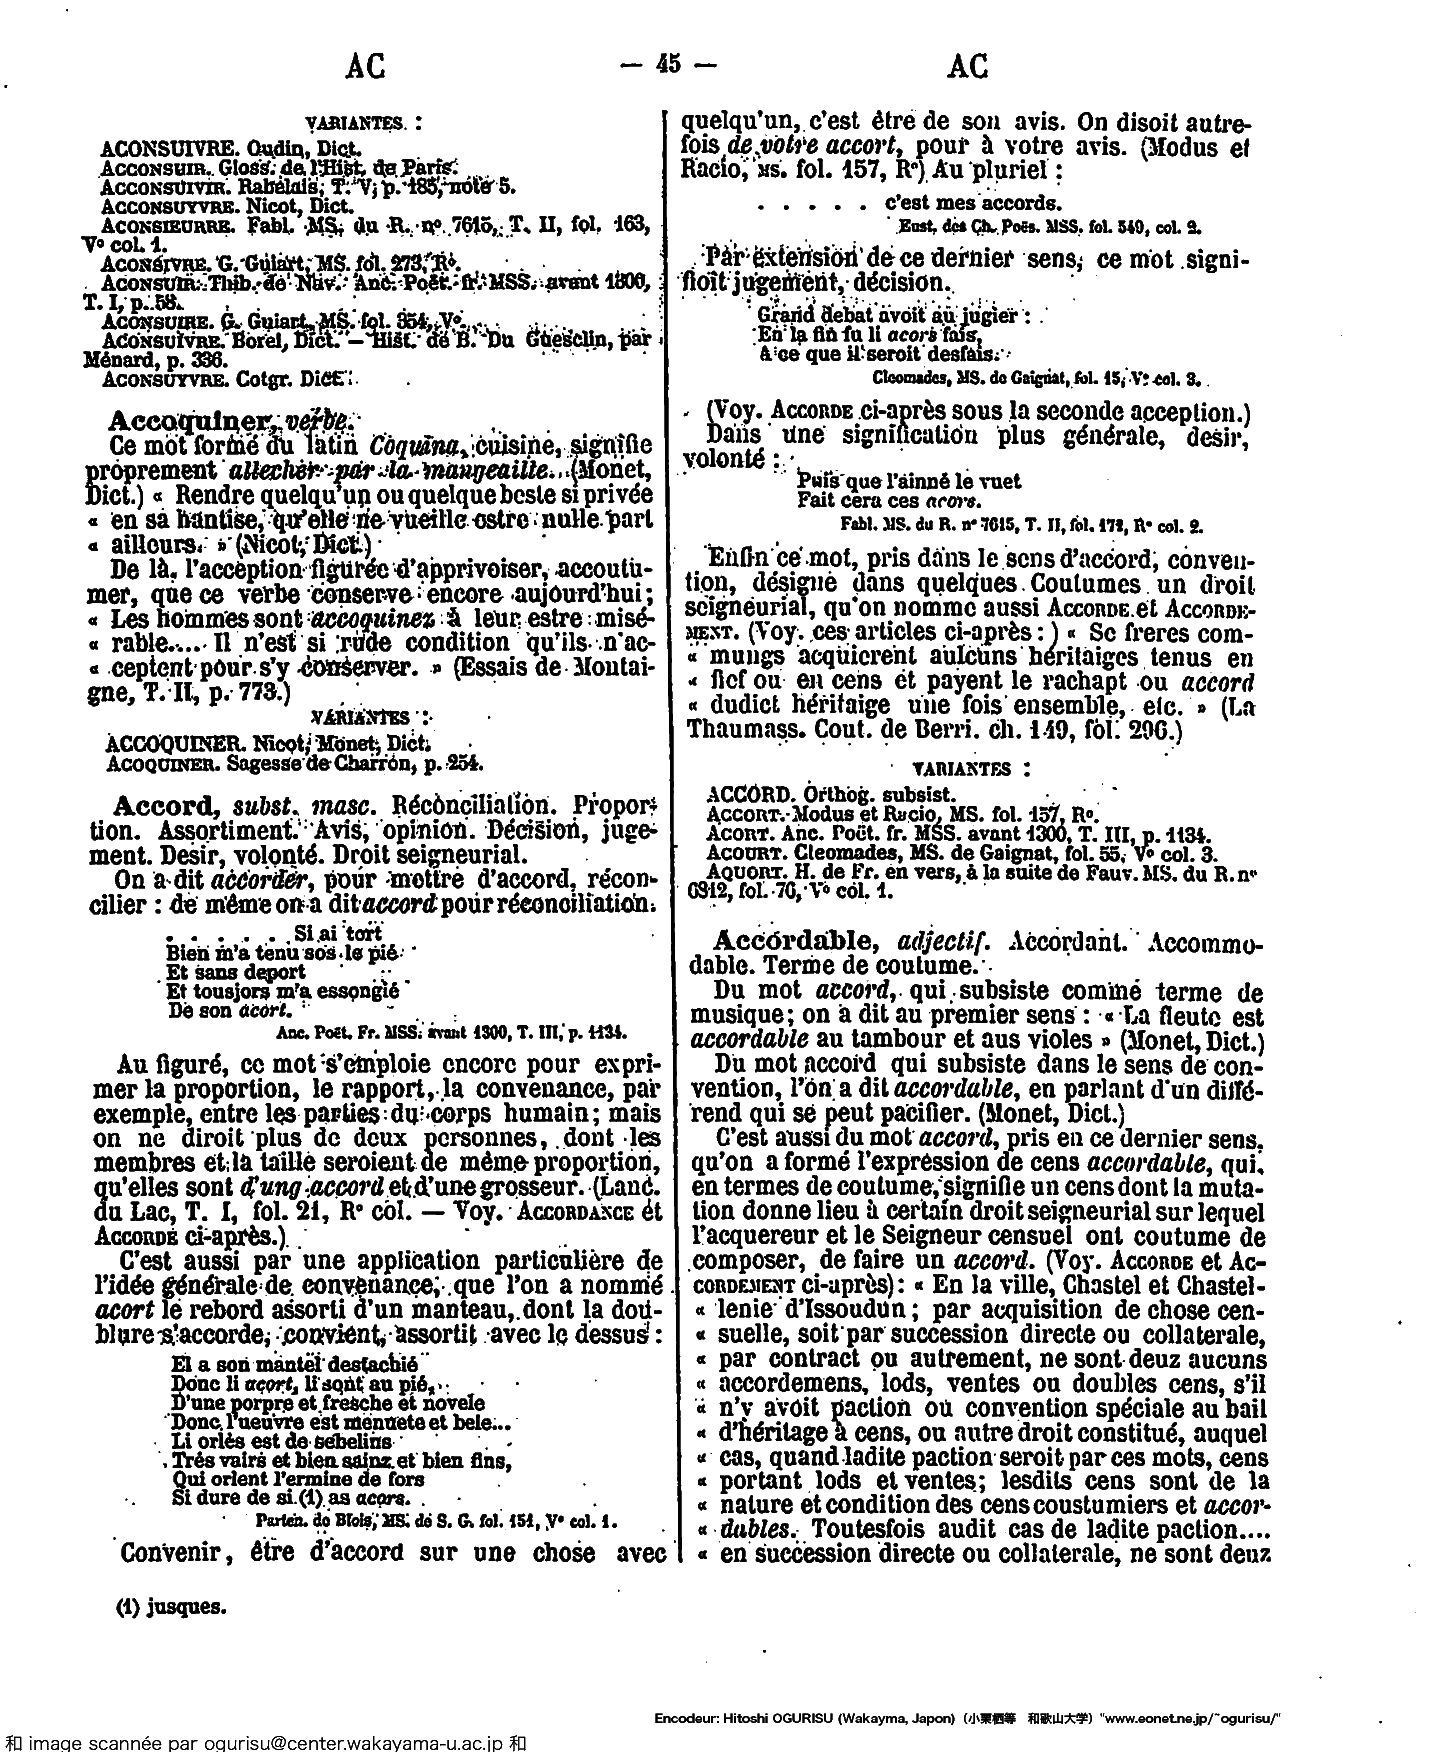 AC
— 45 —
AC
VARIANTES :
ACONSUIVRE. Oudin, Dict.
ACCONSUIR. Gloss. de l'Hist. de Paris.
ACCONSUIVIR. Rabelais, T. V, p. 185, note 5.
ACCONSUYVRE. Nicot, Dict.
ACONSIEURRE. Fabl. MS. du R. nº 7615, T. II, fol. 163,
Vº col. 1.
ACONSIVRE. G. Guiart, MS. fol. 273, Rº.
ACONSUIR. Thib. de Nav. Anc. Poët. fr. MSS. avant 1300,
T. I, p. 58.
ACONSUIRE. G. Guiart, MS. fol. 354, Vº.
ACONSUIVRE. Borel, Dict. — Hist. de B. Du Guesclin, par
Ménard, p. 336.
ACONSUYVRE. Cotgr. Dict.
Accoquiner, verbe.
Ce mot formé du latin Coquina, cuisine, signifie
proprement allecher par la mangeaille. (Monet,
Dict.) « Rendre quelqu'un ou quelque beste si privée
« en sa hantise, qu'elle ne vueille estre nulle part
« ailleurs. » (Nicot, Dict.)
De là, l'acception figurée d'apprivoiser, accoutu-
mer, que ce verbe conserve encore aujourd'hui ;
« Les hommes sont accoquinez à leur estre misé-
« rable.... Il n'est si rude condition qu'ils n'ac-
« ceptent pour s'y conserver. » (Essais de Montai-
gne, T. II, p. 773.)
VARIANTES :
ACCOQUINER. Nicot, Monet, Dict.
ACOQUINER. Sagesse de Charron, p. 254.
Accord, subst. masc. Réconciliation. Propor-
tion. Assortiment. Avis, opinion. Décision, juge-
ment. Desir, volonté. Droit seigneurial.
On a dit accorder, pour mettre d'accord, récon-
cilier : de même on a dit accord pour réconciliation.
. . . . . . Si ai tort
Bien m'a tenu sos le pié
Et sans deport
Et tousjors m'a essongié
De son acort.
Anc. Poët. Fr. MSS. avant 1300, T. III, p. 1134.
Au figuré, ce mot s'emploie encore pour expri-
mer la proportion, le rapport, la convenance, par
exemple, entre les parties du corps humain ; mais
on ne diroit plus de deux personnes, dont les
membres et la taille seroient de même proportion,
qu'elles sont d'ung accord et d'une grosseur. (Lanc.
du Lac, T. I, fol. 21, Rº col. — Voy. ACCORDANCE et
ACCORDE ci-après.)
C'est aussi par une application particulière de
l'idée générale de convenance, que l'on a nommé
acort le rebord assorti d'un manteau, dont la dou-
blure s'accorde, convient, assortit avec le dessus :
El a son mantel destachié
Donc li acort, li sont au pié,
D'une porpre et fresche et novele
Donc l'ueuvre est menuete et bele...
Li orlés est de sebelins
Trés vairs et bien sainz et bien fins,
Qui orlent l'ermine de fors
Si dure de si (1) as acors.
Parten. de Blois, MS. de S. G. fol. 151, Vº col. 1.
Convenir, être d'accord sur une chose avec
(1) jusques.
quelqu'un, c'est être de son avis. On disoit autre-
fois de votre accort, pour à votre avis. (Modus et
Racio, MS. fol. 157, Rº) Au pluriel :
. . . . . c'est mes accords.
Eust. des Ch. Poës. MSS. fol. 540, col. 2.
Par extension de ce dernier sens, ce mot signi-
fioit jugement, décision.
Grand debat avoit au jugier :
En la fin fu li acors fais,
A ce que il seroit desfais.
Cleomades, MS. de Gaignat, fol. 15, Vº col. 3.
(Voy. ACCORDE ci-après sous la seconde acception.)
Dans une signification plus générale, desir,
volonté :
Puis que l'ainné le vuet
Fait cera ces acors.
Fabl. MS. du R. nº 7615, T. II, fol. 171, Rº col. 2.
Enfin ce mot, pris dans le sens d'accord, conven-
tion, désigne dans quelques Coutumes un droit
seigneurial, qu'on nomme aussi ACCORDE et ACCORDE-
MENT. (Voy. ces articles ci-après :) « Se freres com-
« mungs acquierent aulcuns héritaiges tenus en
« fief ou en cens et payent le rachapt ou accord
« dudict héritaige une fois ensemble, etc. » (La
Thaumass. Cout. de Berri. ch. 149, fol. 296.)
VARIANTES :
ACCORD. Orthog. subsist.
ACCORT. Modus et Racio, MS. fol. 157, Rº.
ACORT. Anc. Poët. fr. MSS. avant 1300, T. III, p. 1134.
ACOURT. Cleomades, MS. de Gaignat, fol. 55, Vº col. 3.
AQUORT. H. de Fr. en vers, à la suite de Fauv. MS. du R. nº
6812, fol. 76, Vº col. 1.
Accordable, adjectif. Accordant. Accommo-
dable. Terme de coutume.
Du mot accord, qui subsiste comme terme de
musique ; on a dit au premier sens : « La fleute est
accordable au tambour et aus violes » (Monet, Dict.)
Du mot accord qui subsiste dans le sens de con-
vention, l'on a dit accordable, en parlant d'un diffé-
rend qui se peut pacifier. (Monet, Dict.)
C'est aussi du mot accord, pris en ce dernier sens,
qu'on a formé l'expression de cens accordable, qui,
en termes de coutume, signifie un cens dont la muta-
tion donne lieu à certain droit seigneurial sur lequel
l'acquereur et le Seigneur censuel ont coutume de
composer, de faire un accord. (Voy. ACCORDE et AC-
CORDEMENT ci-après) : « En la ville, Chastel et Chastel-
« lenie d'Issoudun ; par acquisition de chose cen-
« suelle, soit par succession directe ou collaterale,
« par contract ou autrement, ne sont deuz aucuns
« accordemens, lods, ventes ou doubles cens, s'il
« n'y avoit paction ou convention spéciale au bail
« d'héritage à cens, ou autre droit constitué, auquel
« cas, quand ladite paction seroit par ces mots, cens
« portant lods et ventes ; lesdits cens sont de la
« nature et condition des cens coustumiers et accor-
« dables. Toutesfois audit cas de ladite paction....
« en succession directe ou collaterale, ne sont deuz
Encodeur: Hitoshi OGURISU (Wakayma, Japon) (小栗栖等 和歌山大学) "www.eonet.ne.jp/~ogurisu/"
和 image scannée par ogurisu@center.wakayama-u.ac.jp 和